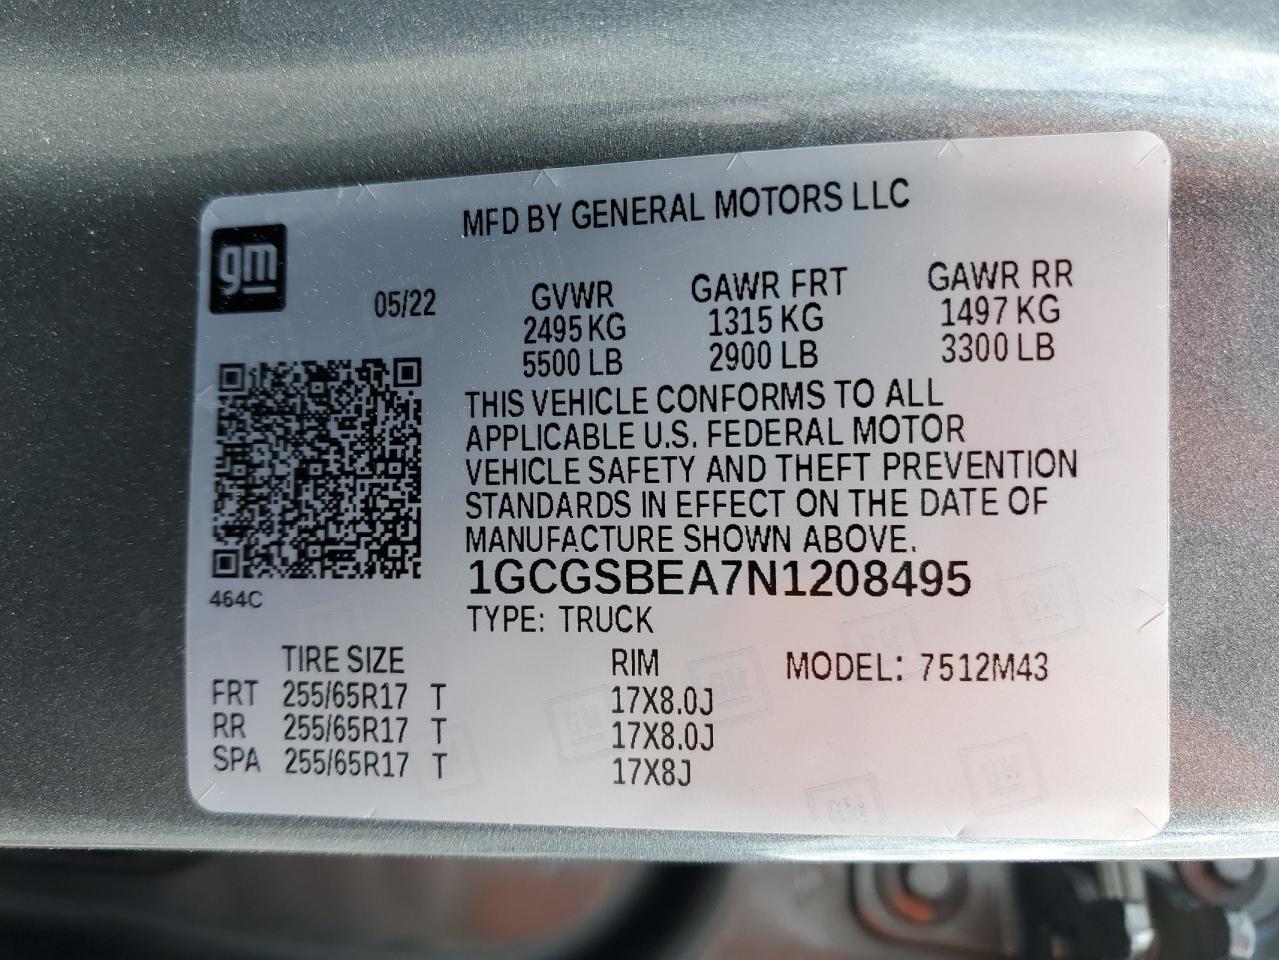 MFD BY GENERAL MOTORS LLC
gm
05/22
GVWR GAWR FRT GAWR RR
2495 KG 1315 KG 1497 KG
5500 LB 2900 LB 3300 LB
THIS VEHICLE CONFORMS TO ALL
APPLICABLE U.S. FEDERAL MOTOR
VEHICLE SAFETY AND THEFT PREVENTION
STANDARDS IN EFFECT ON THE DATE OF
MANUFACTURE SHOWN ABOVE.
464C
1GCGSBEA7N1208495
TYPE: TRUCK
TIRE SIZE RIM MODEL: 7512M43
FRT 255/65R17 T 17X8.0J
RR 255/65R17 T 17X8.0J
SPA 255/65R17 T 17X8J